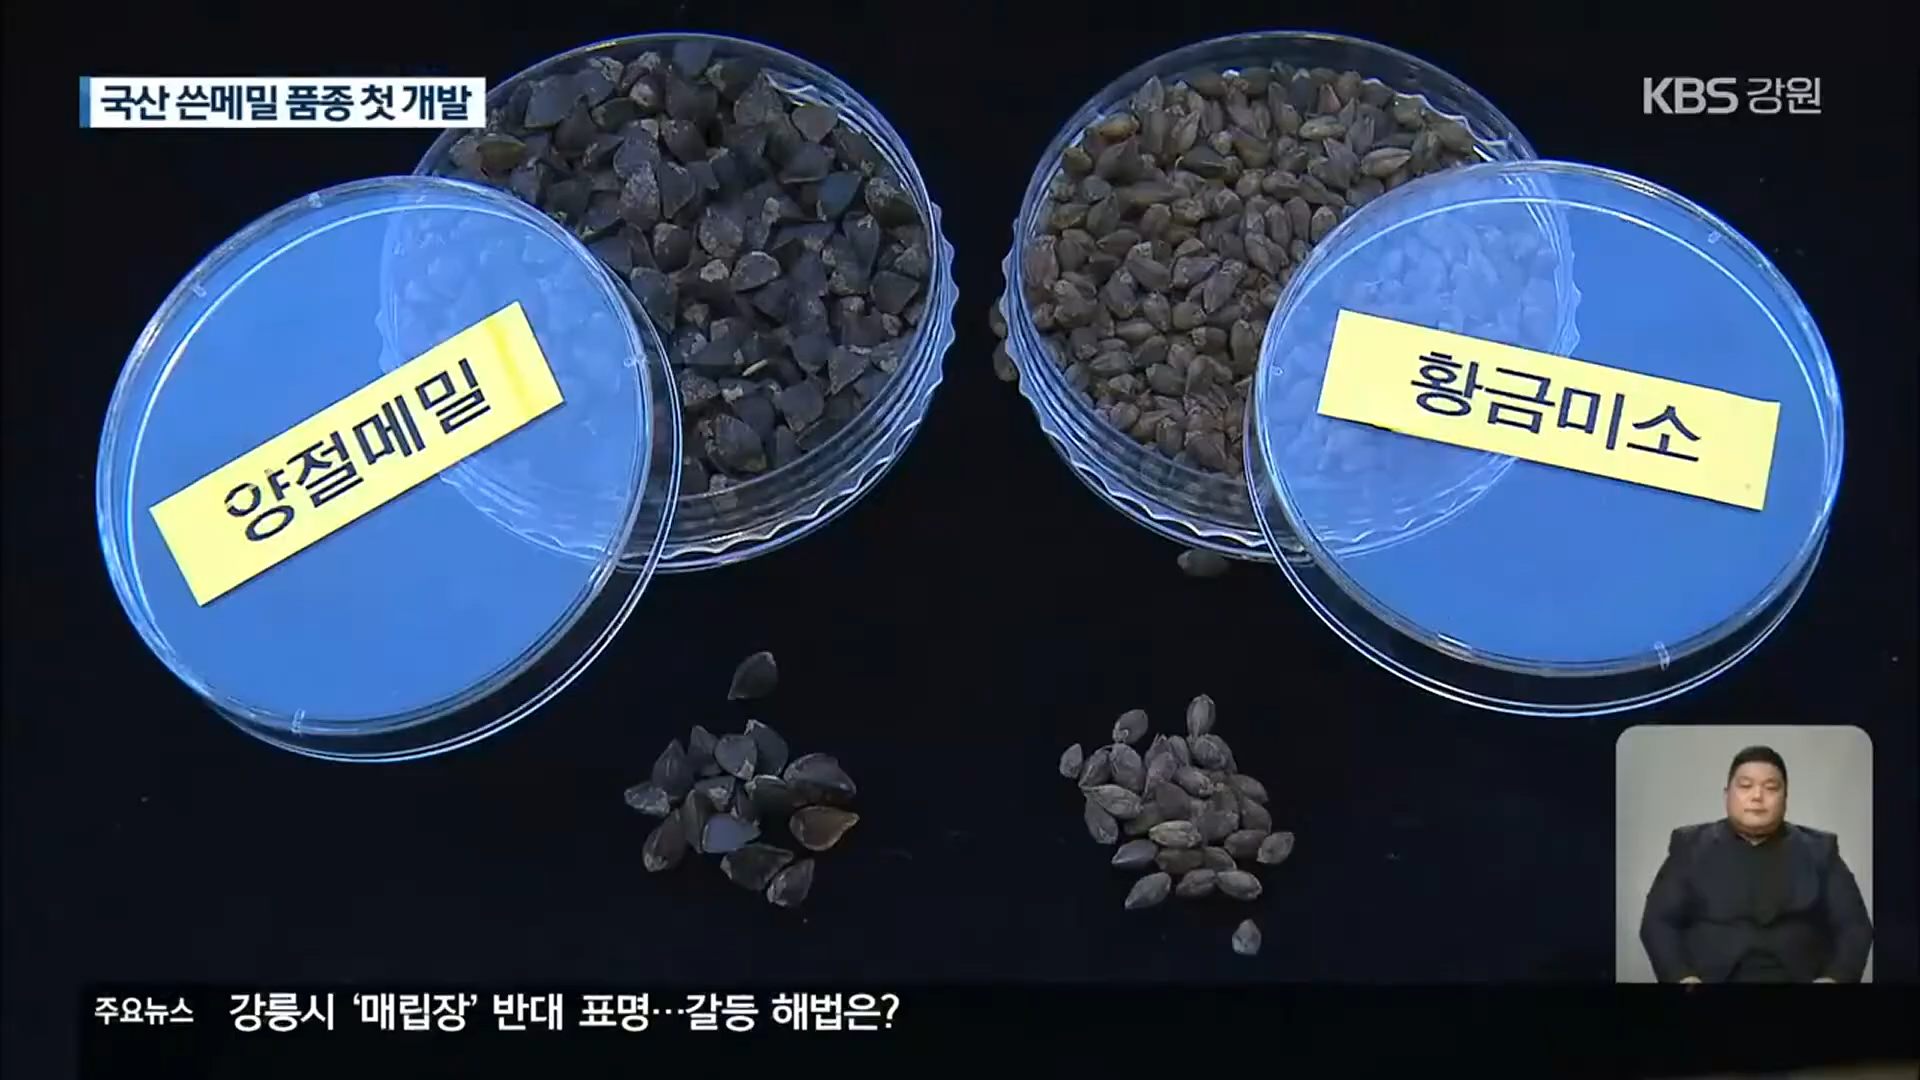 국산 쓴메밀 품종 첫 개발
KBS 강원
양절메밀
황금미소
주요뉴스 강릉시 ‘매립장’ 반대 표명…갈등 해법은?